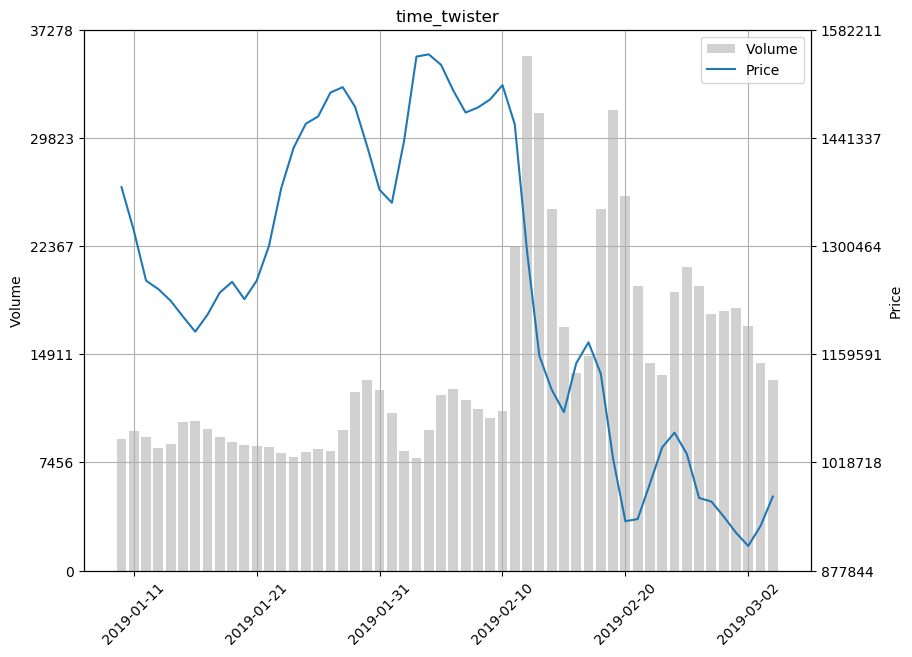 time_twister
37278 1582211
Volume
Price
29823 1441337
22367 1300464
Volume
Price
14911 1159591
7456 1018718
0 877844
2019-01-11 2019-01-21 2019-01-31 2019-02-10 2019-02-20 2019-03-02